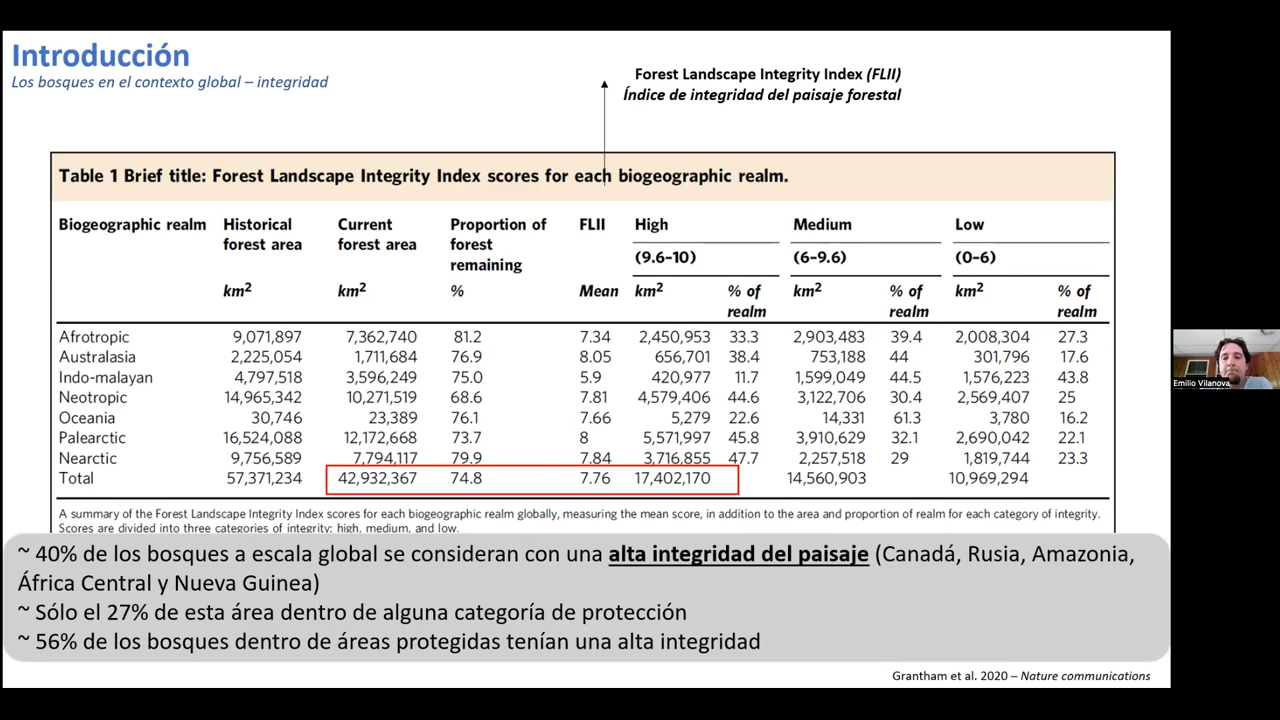 Introducción
Los bosques en el contexto global – integridad
Forest Landscape Integrity Index (FLII)
Índice de integridad del paisaje forestal
Table 1 Brief title: Forest Landscape Integrity Index scores for each biogeographic realm.
Biogeographic realm Historical forest area Current forest area Proportion of forest remaining FLII High Medium Low
(9.6–10) (6–9.6) (0–6)
km² km² % Mean km² % of realm km² % of realm km² % of realm
Afrotropic 9,071,897 7,362,740 81.2 7.34 2,450,953 33.3 2,903,483 39.4 2,008,304 27.3
Australasia 2,225,054 1,711,684 76.9 8.05 656,701 38.4 753,188 44 301,796 17.6
Indo-malayan 4,797,518 3,596,249 75.0 5.9 420,977 11.7 1,599,049 44.5 1,576,223 43.8
Neotropic 14,965,342 10,271,519 68.6 7.81 4,579,406 44.6 3,122,706 30.4 2,569,407 25
Oceania 30,746 23,389 76.1 7.66 5,279 22.6 14,331 61.3 3,780 16.2
Palearctic 16,524,088 12,172,668 73.7 8 5,571,997 45.8 3,910,629 32.1 2,690,042 22.1
Nearctic 9,756,589 7,794,117 79.9 7.84 3,716,855 47.7 2,257,518 29 1,819,744 23.3
Total 57,371,234 42,932,367 74.8 7.76 17,402,170 14,560,903 10,969,294
A summary of the Forest Landscape Integrity Index scores for each biogeographic realm globally, measuring the mean score, in addition to the area and proportion of realm for each category of integrity.
Scores are divided into three categories of integrity: high, medium, and low.
~ 40% de los bosques a escala global se consideran con una alta integridad del paisaje (Canadá, Rusia, Amazonia,
África Central y Nueva Guinea)
~ Sólo el 27% de esta área dentro de alguna categoría de protección
~ 56% de los bosques dentro de áreas protegidas tenían una alta integridad
Grantham et al. 2020 – Nature communications
Emilio Vilanova